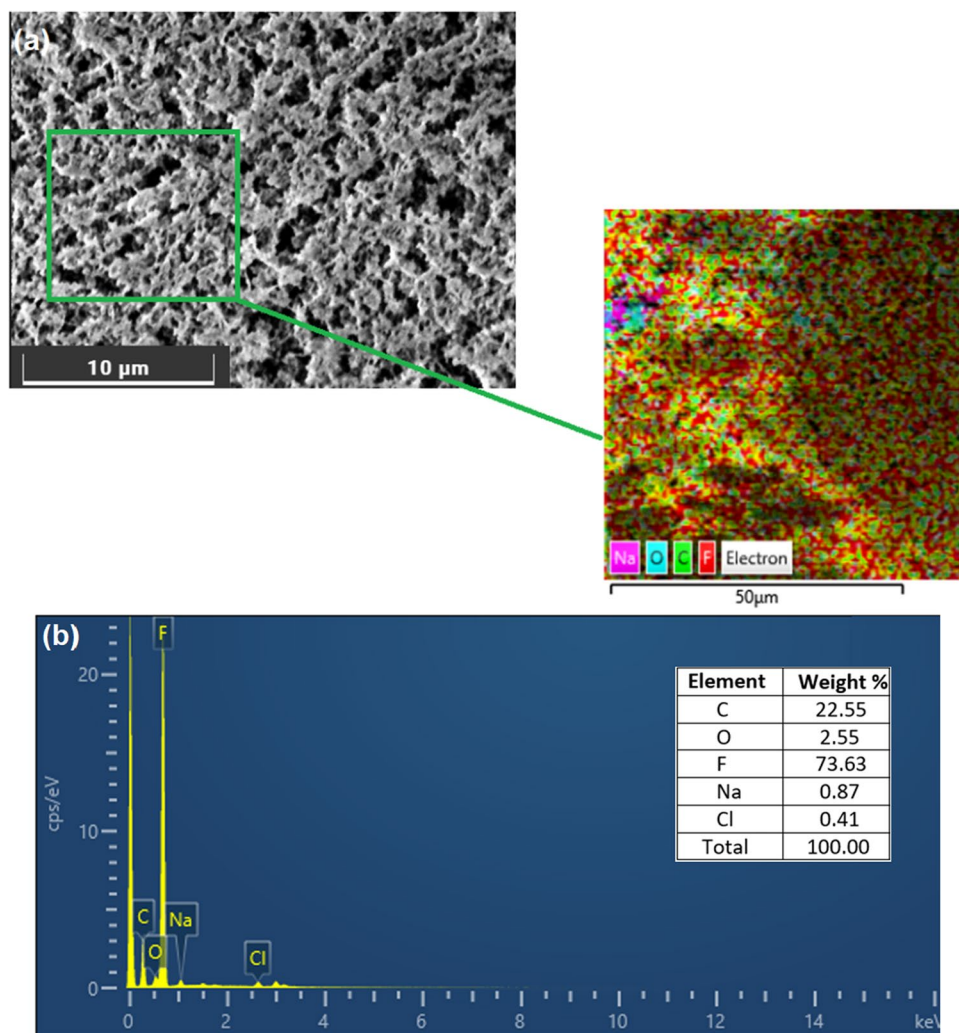 (a)
10 µm
Na O C F Electron
50µm
(b)
F
20
10
0
cps/eV
C
O
Na
Cl
0 2 4 6 8 10 12 14 keV
Element Weight %
C 22.55
O 2.55
F 73.63
Na 0.87
Cl 0.41
Total 100.00